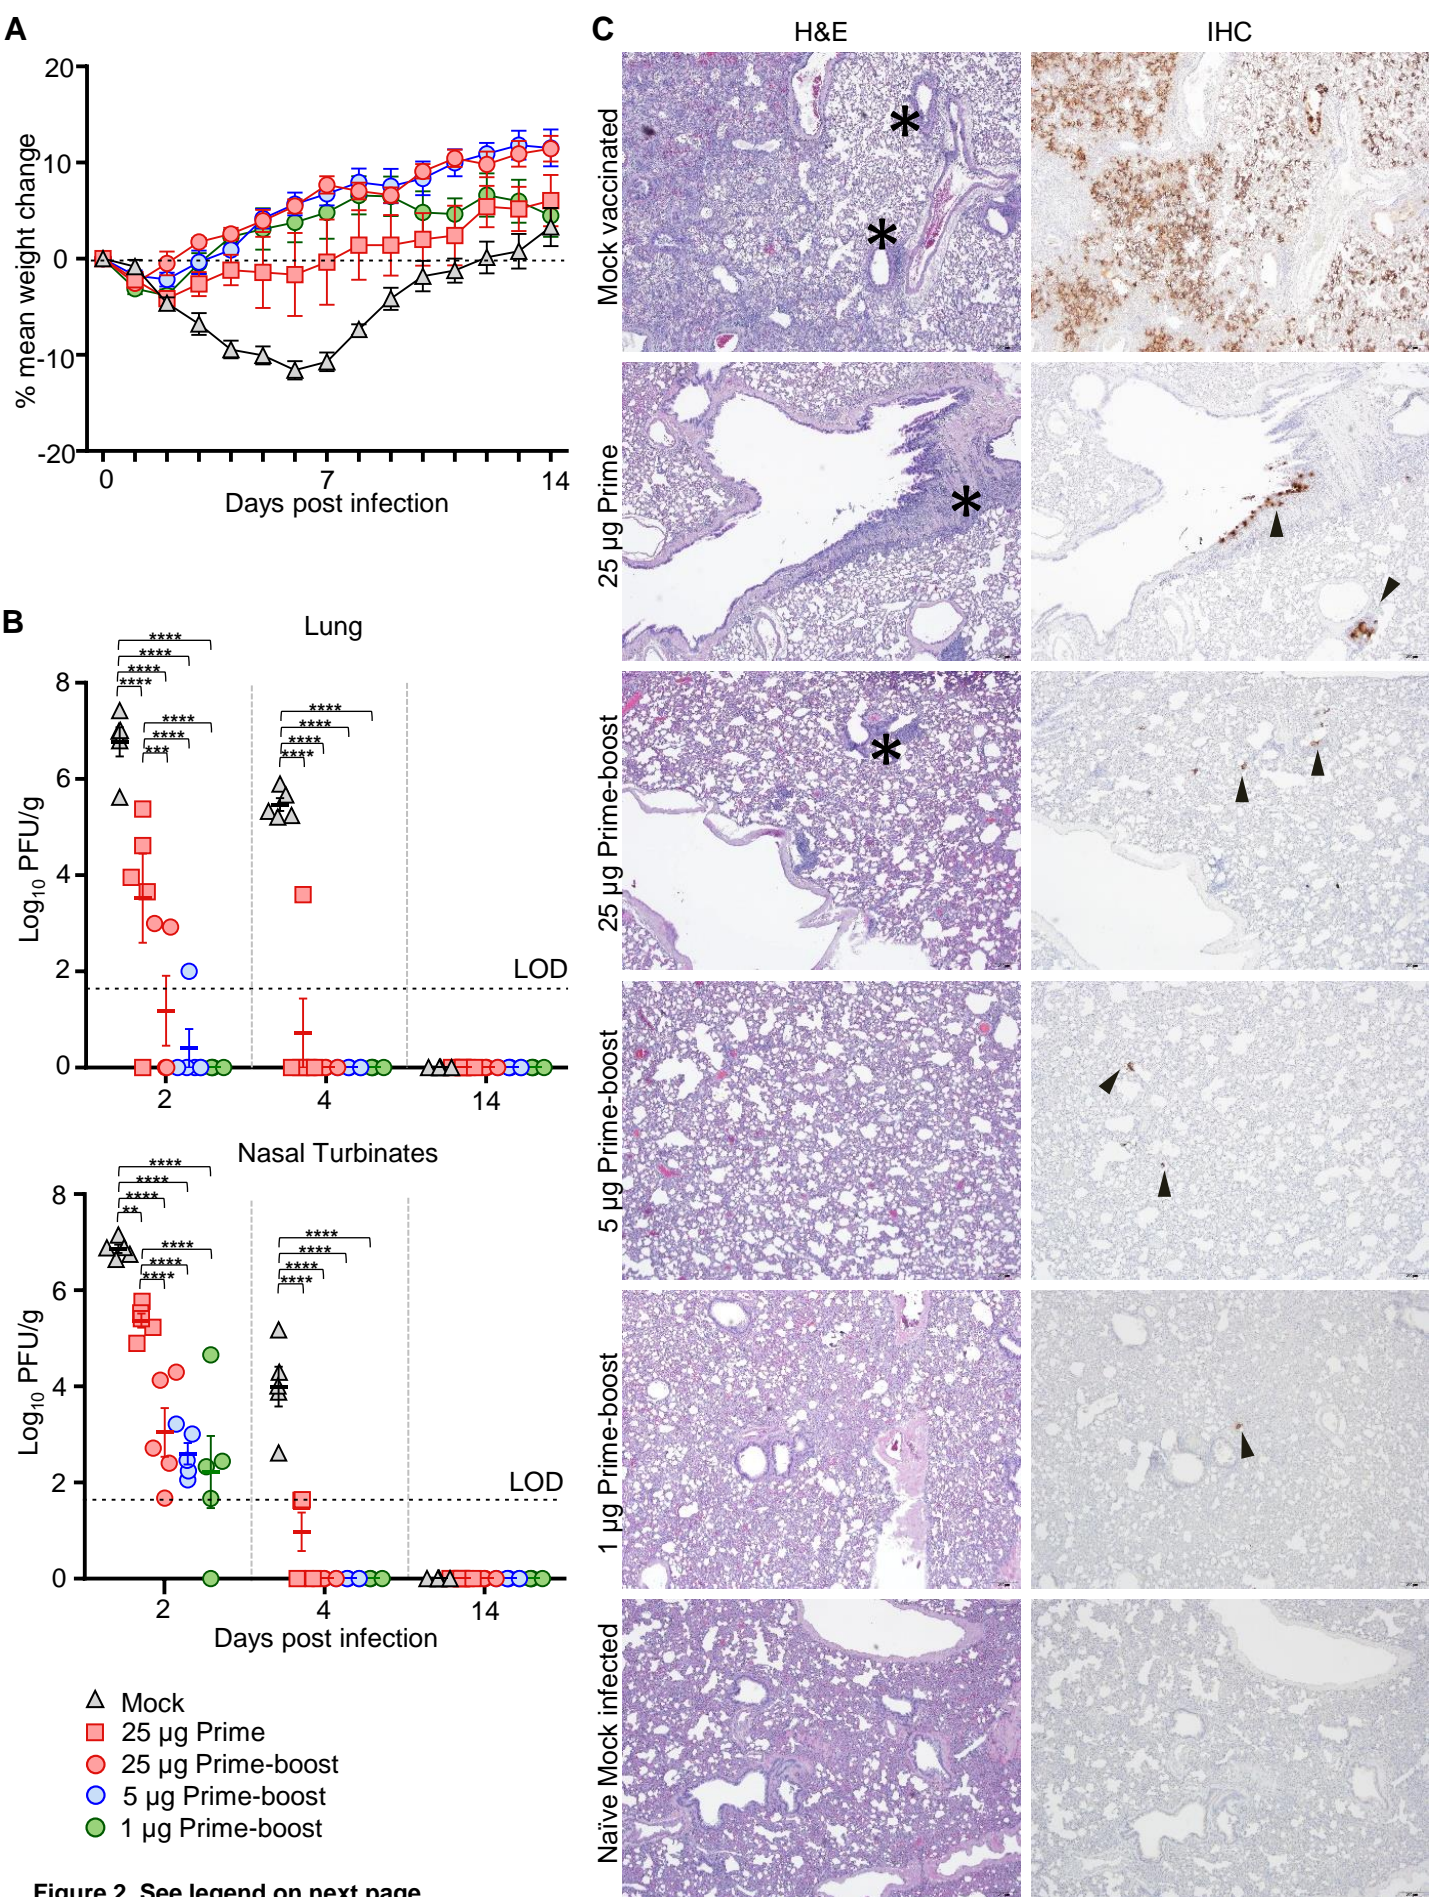 A
20
10
0
-10
-20
% mean weight change
0 7 14
Days post infection
B
Lung
****
****
****
****
****
****
***
****
****
****
****
8
6
4
2
0
Log10 PFU/g
LOD
2 4 14
Nasal Turbinates
****
****
****
**
****
****
****
****
****
****
****
8
6
4
2
0
Log10 PFU/g
LOD
2 4 14
Days post infection
Mock
25 µg Prime
25 µg Prime-boost
5 µg Prime-boost
1 µg Prime-boost
Figure 2. See legend on next page
C
H&E IHC
Mock vaccinated
*
*
25 µg Prime
*
25 µg Prime-boost
*
5 µg Prime-boost
1 µg Prime-boost
Naïve Mock infected